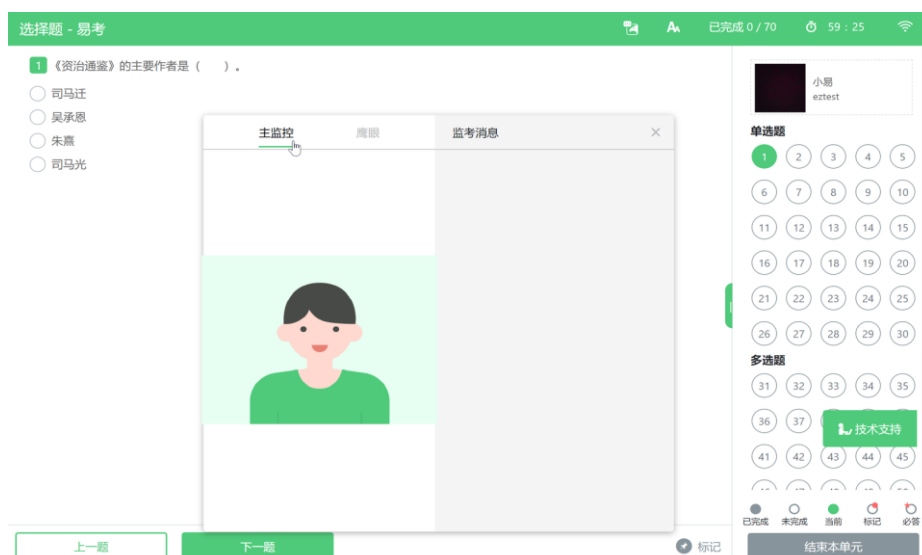 选择题 - 易考
已完成 0 / 70
59 : 25
1 《资治通鉴》的主要作者是（ ）.
司马迁
吴承恩
朱熹
司马光
主监控
鹰眼
监考消息
小易
eztest
单选题
1 2 3 4 5
6 7 8 9 10
11 12 13 14 15
16 17 18 19 20
21 22 23 24 25
26 27 28 29 30
多选题
31 32 33 34 35
36 37
技术支持
41 42 43 44 45
已完成 未完成 当前 标记 必答
上一题
下一题
标记
结束本单元